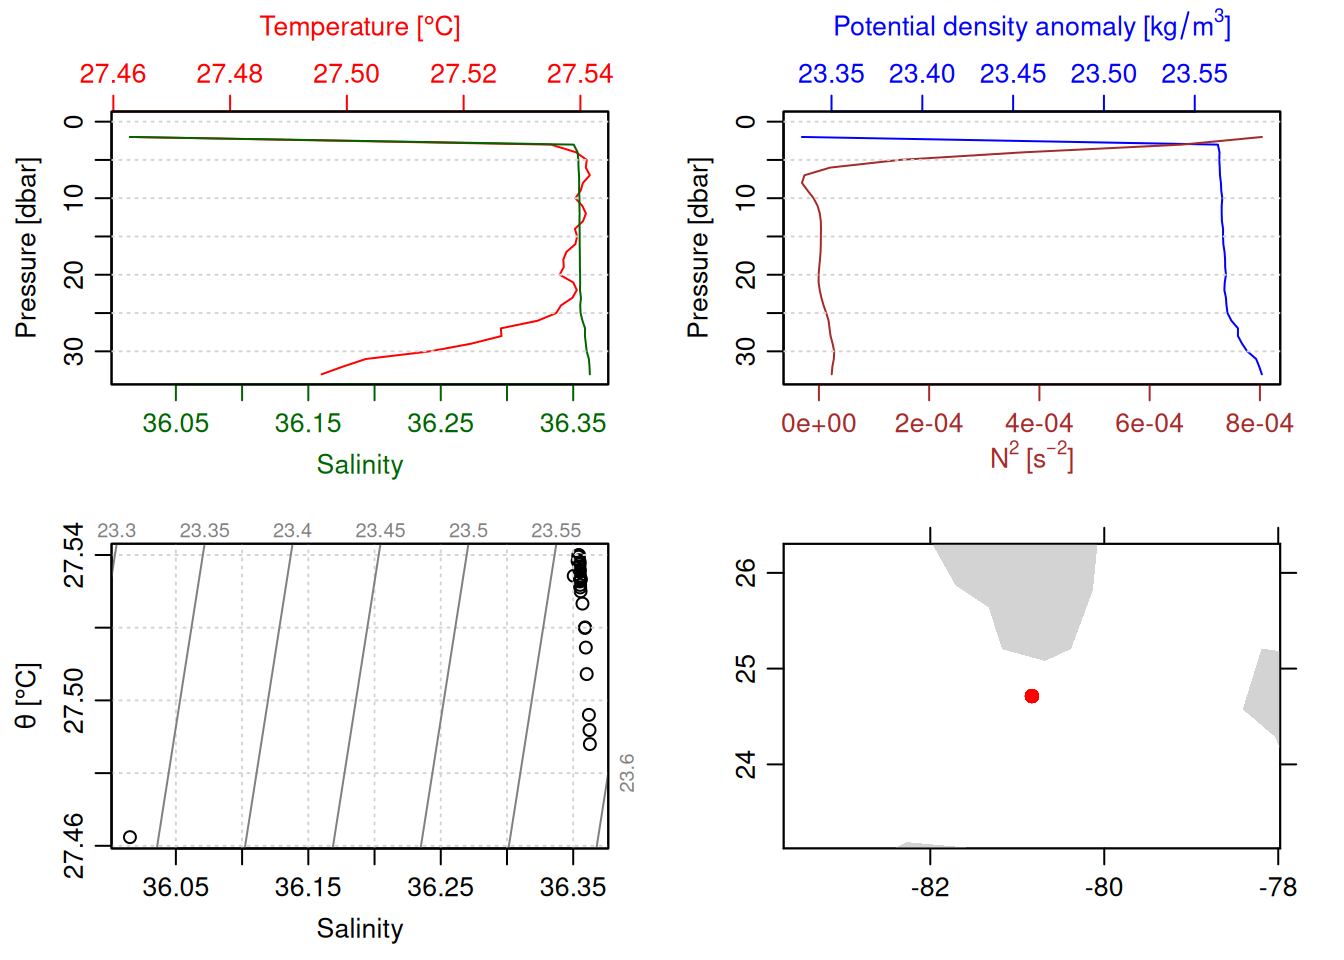 Temperature [°C]
27.46 27.48 27.50 27.52 27.54
Pressure [dbar]
0 10 20 30
36.05 36.15 36.25 36.35
Salinity
Potential density anomaly [kg/m³]
23.35 23.40 23.45 23.50 23.55
Pressure [dbar]
0 10 20 30
0e+00 2e-04 4e-04 6e-04 8e-04
N² [s⁻²]
23.3 23.35 23.4 23.45 23.5 23.55
23.6
θ [°C]
27.46 27.50 27.54
36.05 36.15 36.25 36.35
Salinity
24 25 26
-82 -80 -78